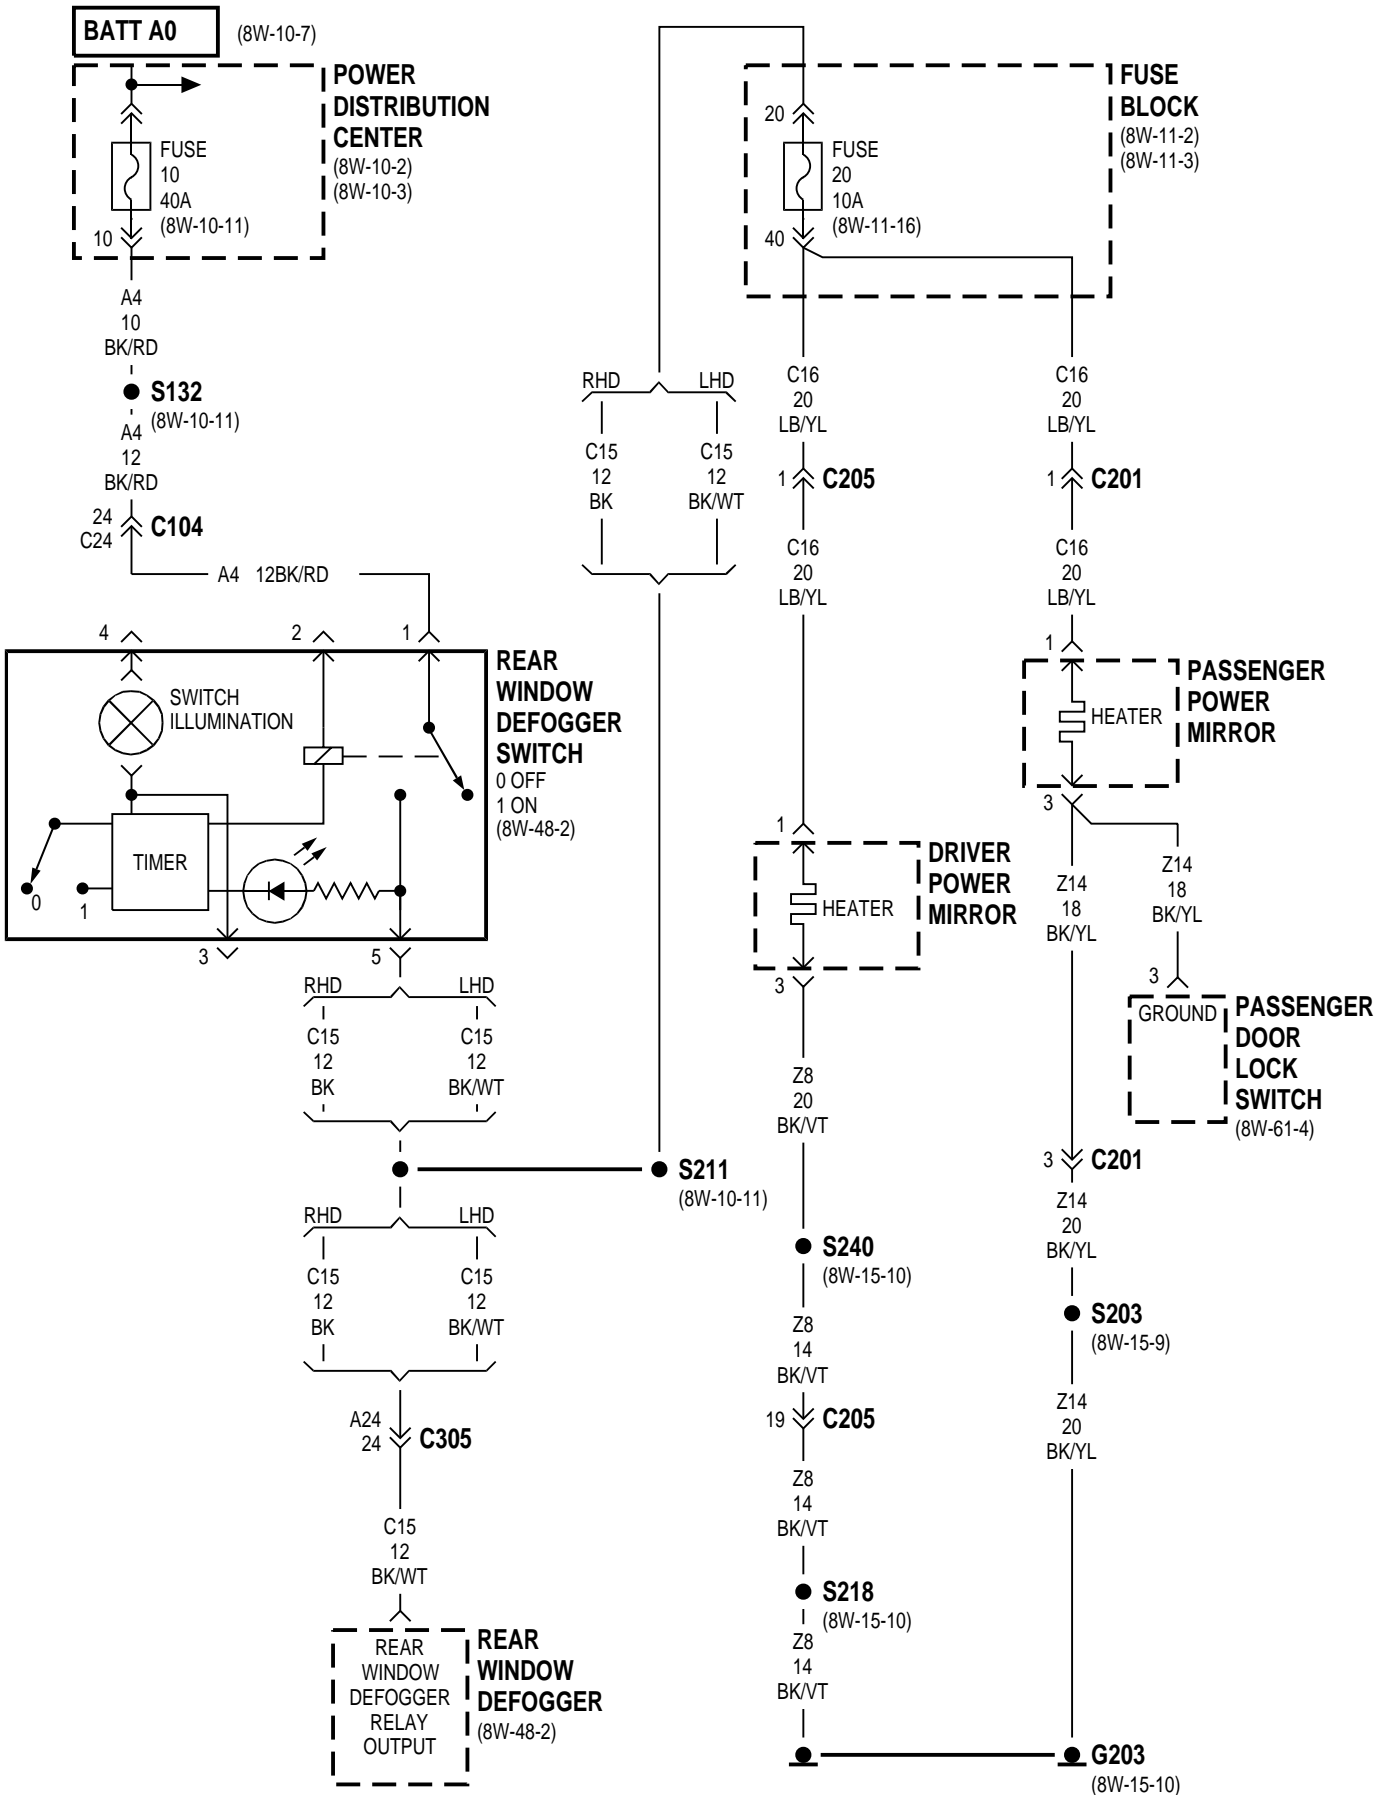 BATT A0
(8W-10-7)
POWER
DISTRIBUTION
CENTER
(8W-10-2)
(8W-10-3)
FUSE
10
40A
(8W-10-11)
10
A4
10
BK/RD
S132
(8W-10-11)
A4
12
BK/RD
24
C24
C104
A4 12BK/RD
4
2
1
SWITCH
ILLUMINATION
TIMER
0
1
3
5
REAR
WINDOW
DEFOGGER
SWITCH
0 OFF
1 ON
(8W-48-2)
RHD
LHD
C15
12
BK
C15
12
BK/WT
S211
(8W-10-11)
RHD
LHD
C15
12
BK
C15
12
BK/WT
A24
24
C305
C15
12
BK/WT
REAR
WINDOW
DEFOGGER
RELAY
OUTPUT
REAR
WINDOW
DEFOGGER
(8W-48-2)
RHD
LHD
C15
12
BK
C15
12
BK/WT
FUSE
BLOCK
(8W-11-2)
(8W-11-3)
20
FUSE
20
10A
(8W-11-16)
40
C16
20
LB/YL
1
C205
C16
20
LB/YL
1
HEATER
DRIVER
POWER
MIRROR
3
Z8
20
BK/VT
S240
(8W-15-10)
Z8
14
BK/VT
19
C205
Z8
14
BK/VT
S218
(8W-15-10)
Z8
14
BK/VT
C16
20
LB/YL
1
C201
C16
20
LB/YL
1
HEATER
PASSENGER
POWER
MIRROR
3
Z14
18
BK/YL
Z14
18
BK/YL
3
GROUND
PASSENGER
DOOR
LOCK
SWITCH
(8W-61-4)
3
C201
Z14
20
BK/YL
S203
(8W-15-9)
Z14
20
BK/YL
G203
(8W-15-10)